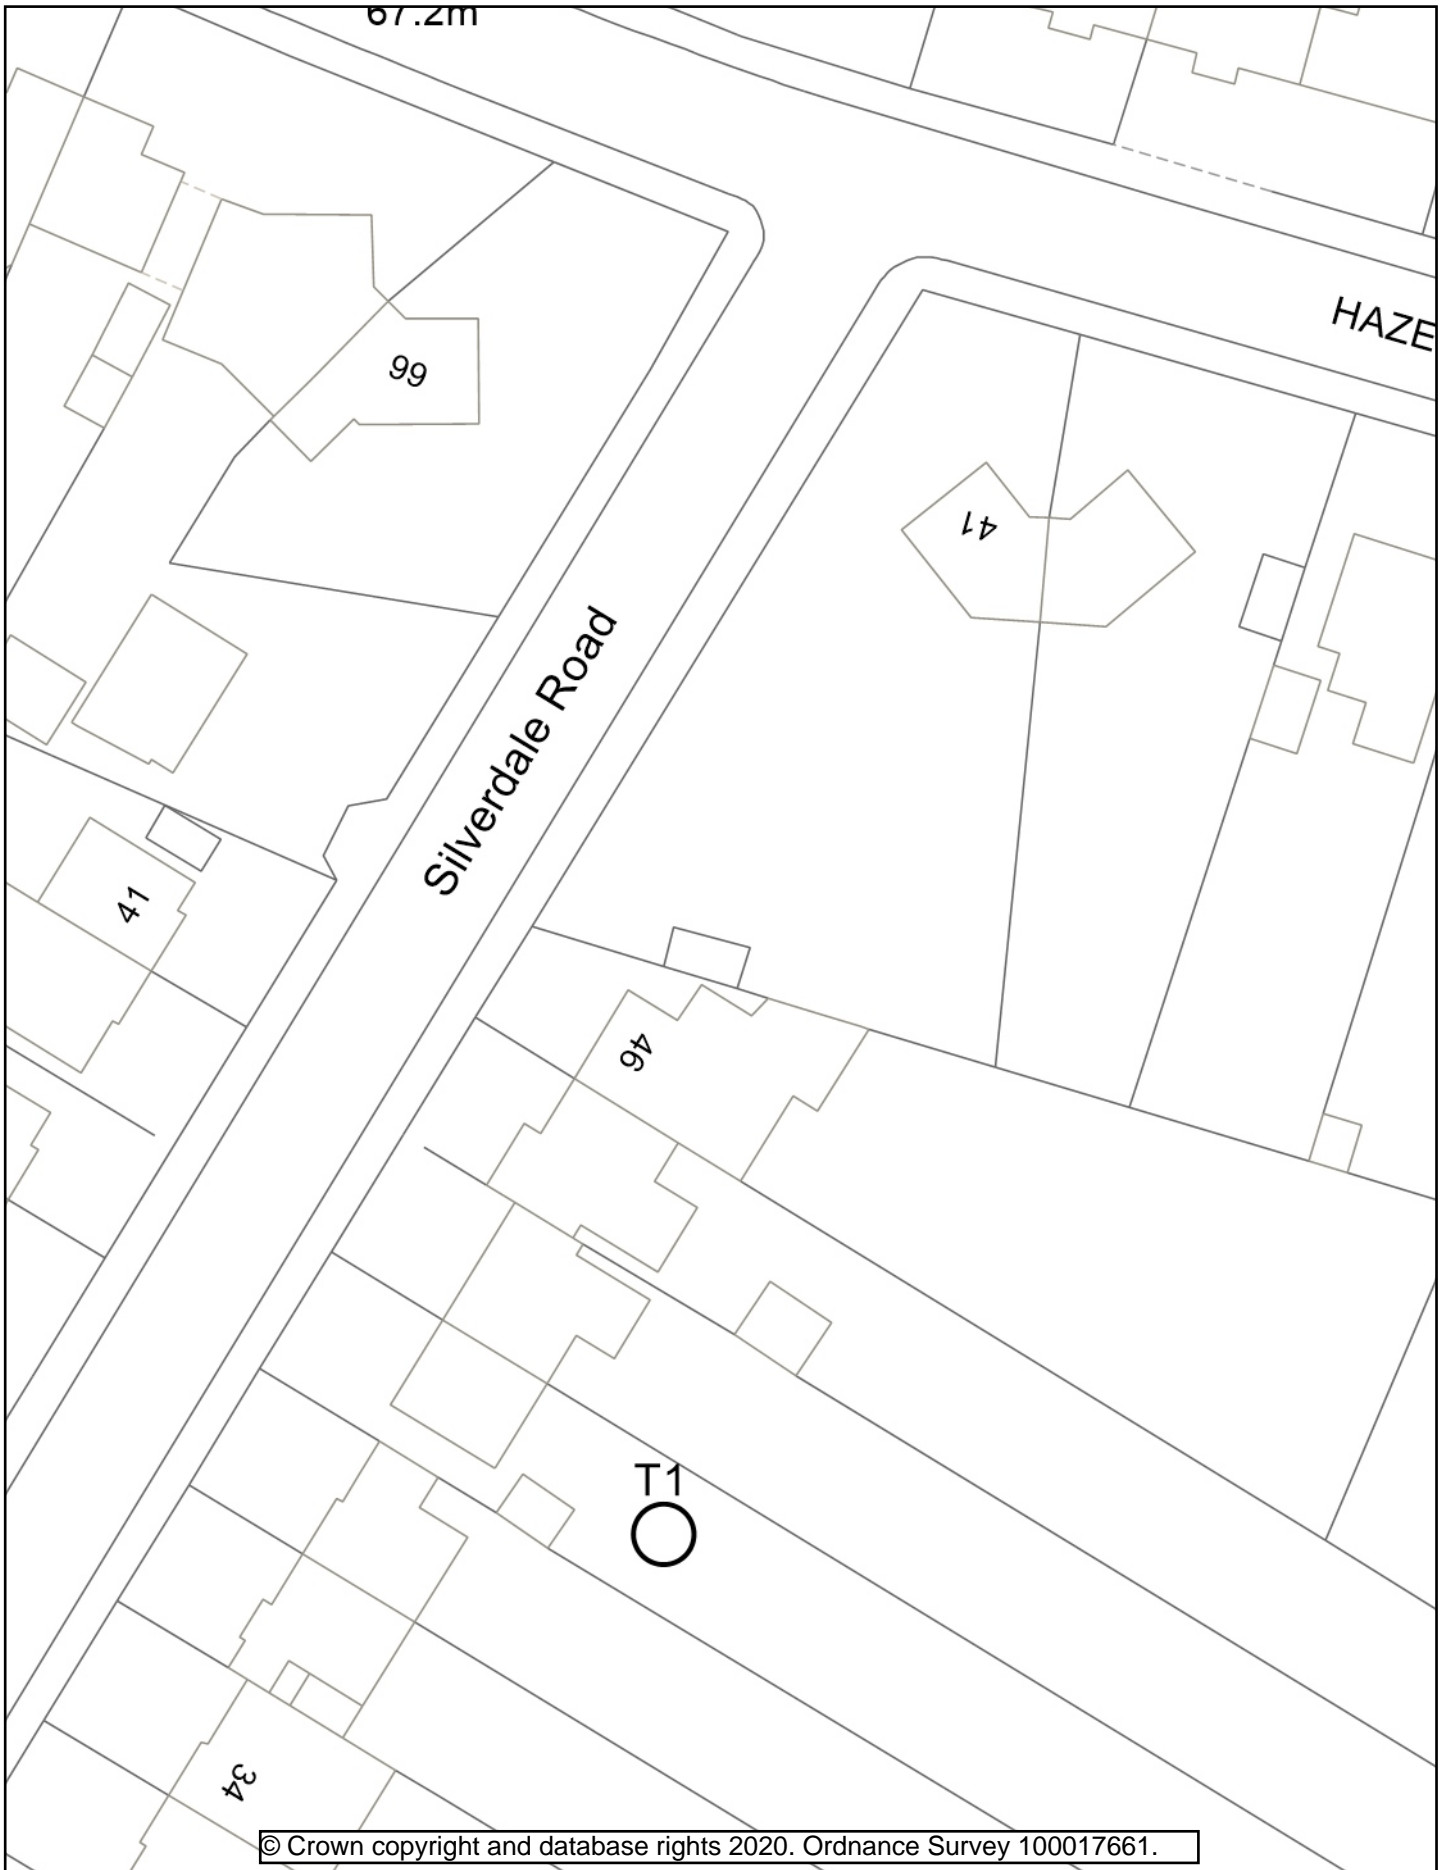 67.2m
HAZE
99
41
Silverdale Road
41
46
T1
34
© Crown copyright and database rights 2020. Ordnance Survey 100017661.